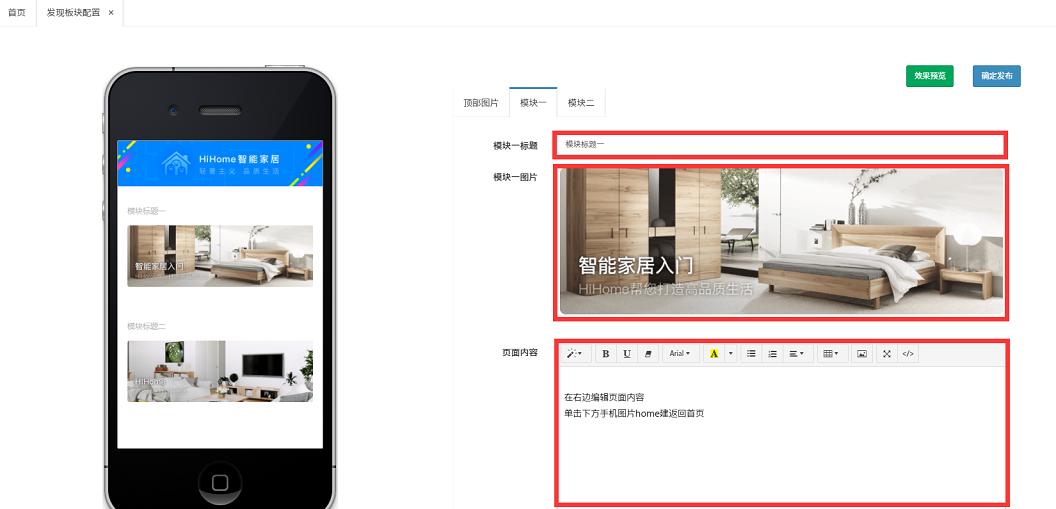 首页
发现板块配置 ×
效果预览
确定发布
顶部图片
模块一
模块二
HiHome智能家居
轻奢主义 品质生活
模块标题一
智能家居入门
模块标题二
HiHome
模块一标题
模块标题一
模块一图片
智能家居入门
HiHome帮您打造高品质生活
页面内容
B U Arial A </>
在右边编辑页面内容
单击下方手机图片home建返回首页